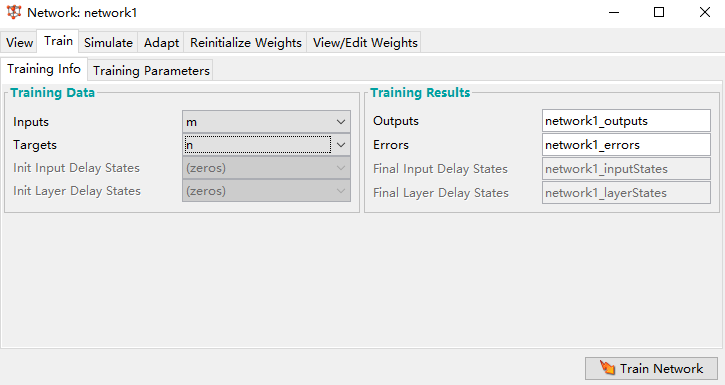 Network: network1
View Train Simulate Adapt Reinitialize Weights View/Edit Weights
Training Info Training Parameters
Training Data
Inputs m
Targets n
Init Input Delay States (zeros)
Init Layer Delay States (zeros)
Training Results
Outputs network1_outputs
Errors network1_errors
Final Input Delay States network1_inputStates
Final Layer Delay States network1_layerStates
Train Network